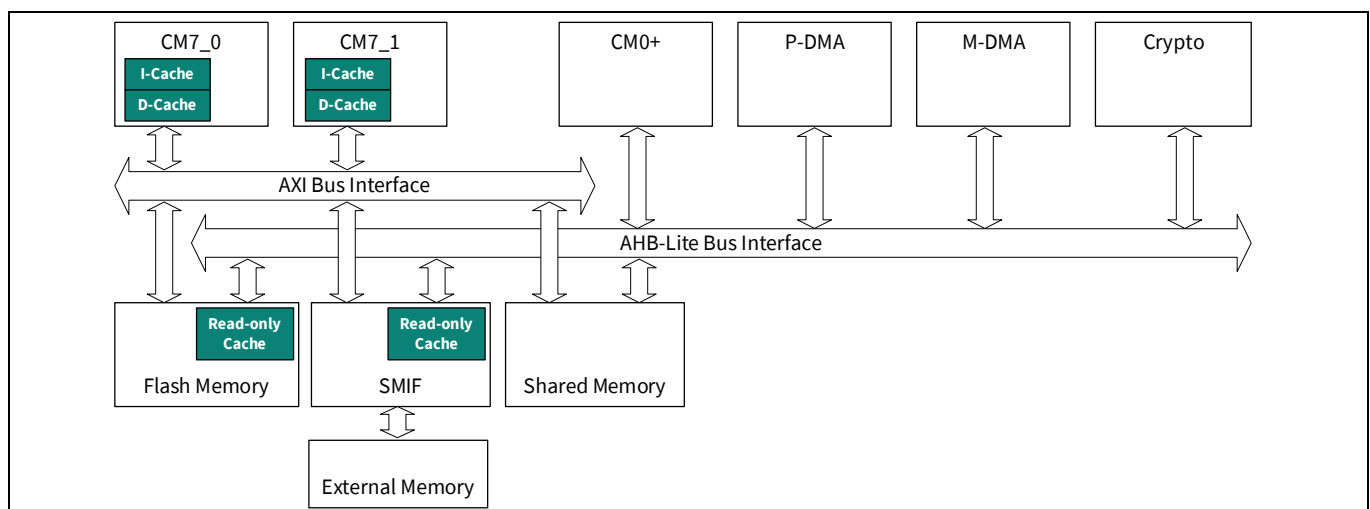 CM7_0
I-Cache
D-Cache
CM7_1
I-Cache
D-Cache
CM0+
P-DMA
M-DMA
Crypto
AXI Bus Interface
AHB-Lite Bus Interface
Read-only
Cache
Flash Memory
Read-only
Cache
SMIF
Shared Memory
External Memory